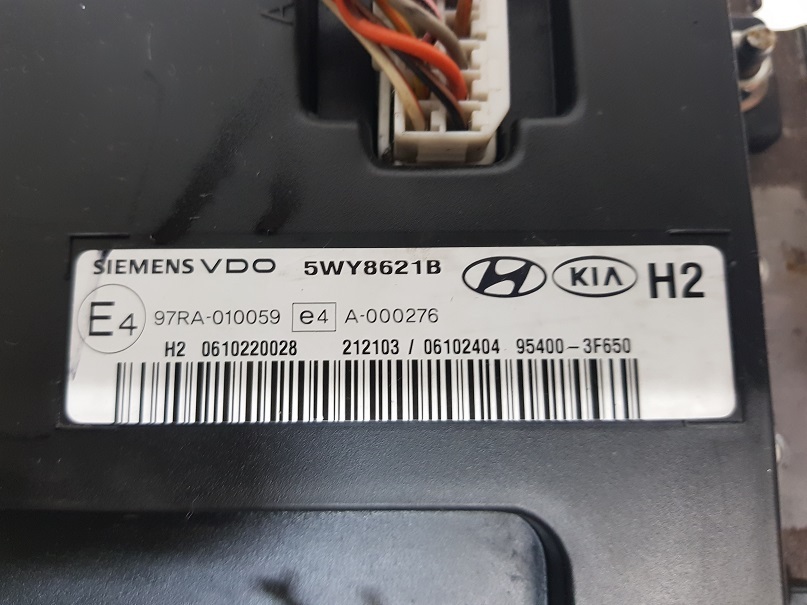 A
SIEMENS VDO 5WY8621B H KIA H2
E4 97RA-010059 e4 A-000276
H2 0610220028 212103 / 06102404 95400-3F650